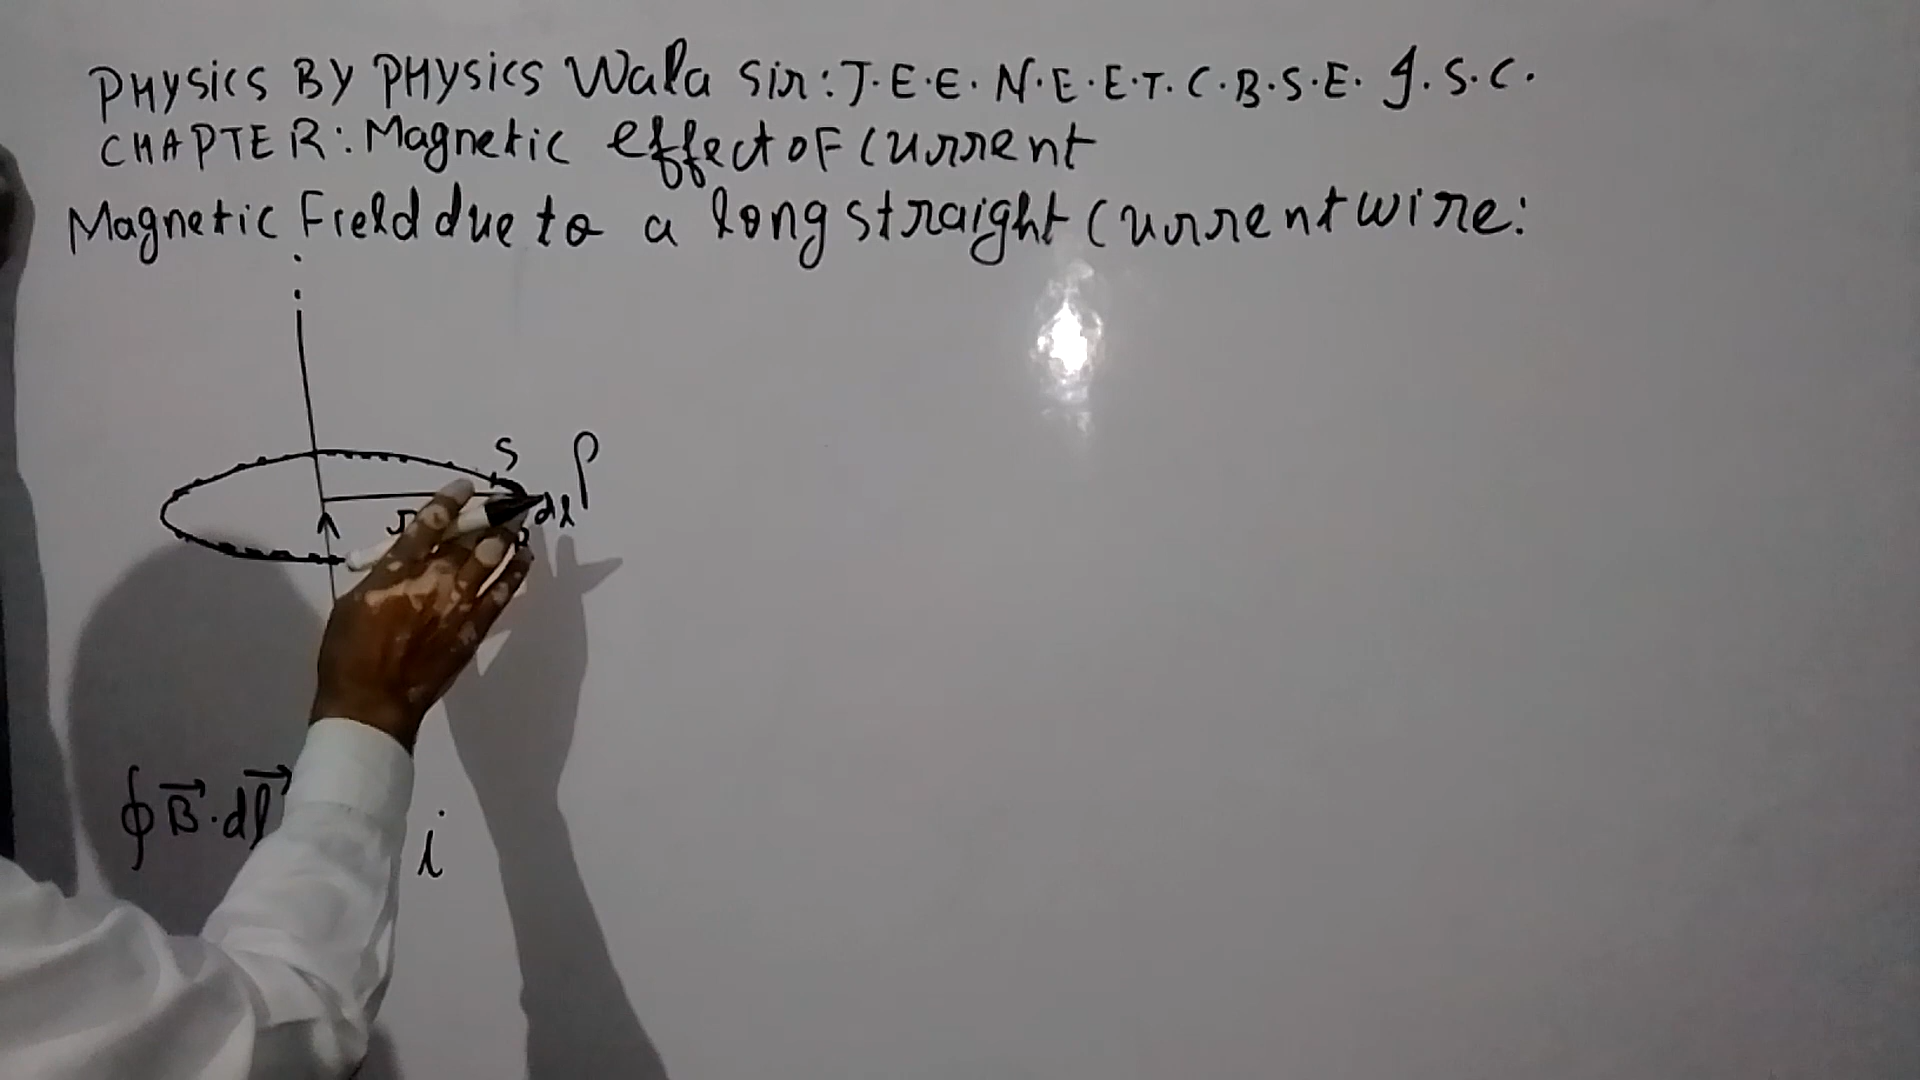 PHYSICS BY PHYSICS Wala Sir: J.E.E. N.E.E.T. C.B.S.E. I.S.C.
CHAPTER: Magnetic effect of current
Magnetic Field due to a long straight current wire:
S P
r dl
∮B⃗.dl⃗ i